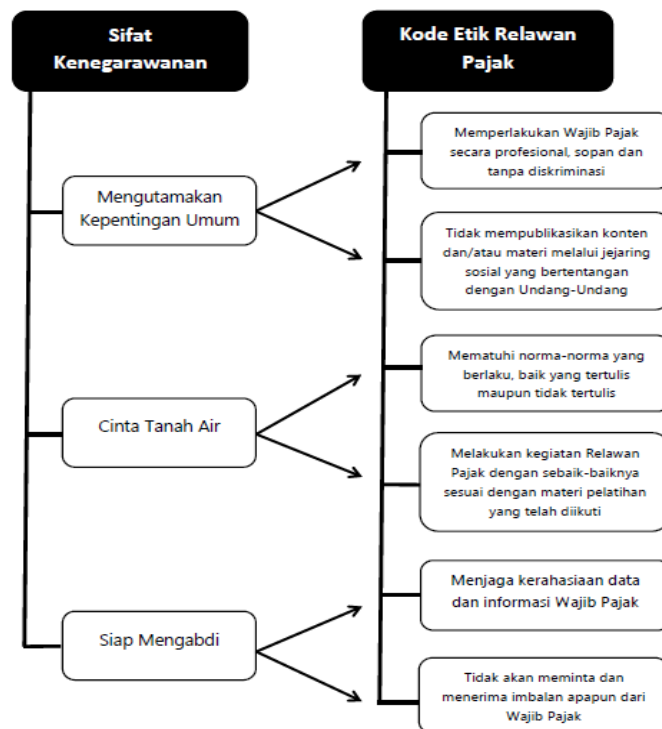 Sifat
Kenegarawanan
Kode Etik Relawan
Pajak
Mengutamakan
Kepentingan Umum
Memperlakukan Wajib Pajak
secara profesional, sopan dan
tanpa diskriminasi
Tidak mempublikasikan konten
dan/atau materi melalui jejaring
sosial yang bertentangan
dengan Undang-Undang
Cinta Tanah Air
Mematuhi norma-norma yang
berlaku, baik yang tertulis
maupun tidak tertulis
Melakukan kegiatan Relawan
Pajak dengan sebaik-baiknya
sesuai dengan materi pelatihan
yang telah diikuti
Siap Mengabdi
Menjaga kerahasiaan data
dan informasi Wajib Pajak
Tidak akan meminta dan
menerima imbalan apapun dari
Wajib Pajak